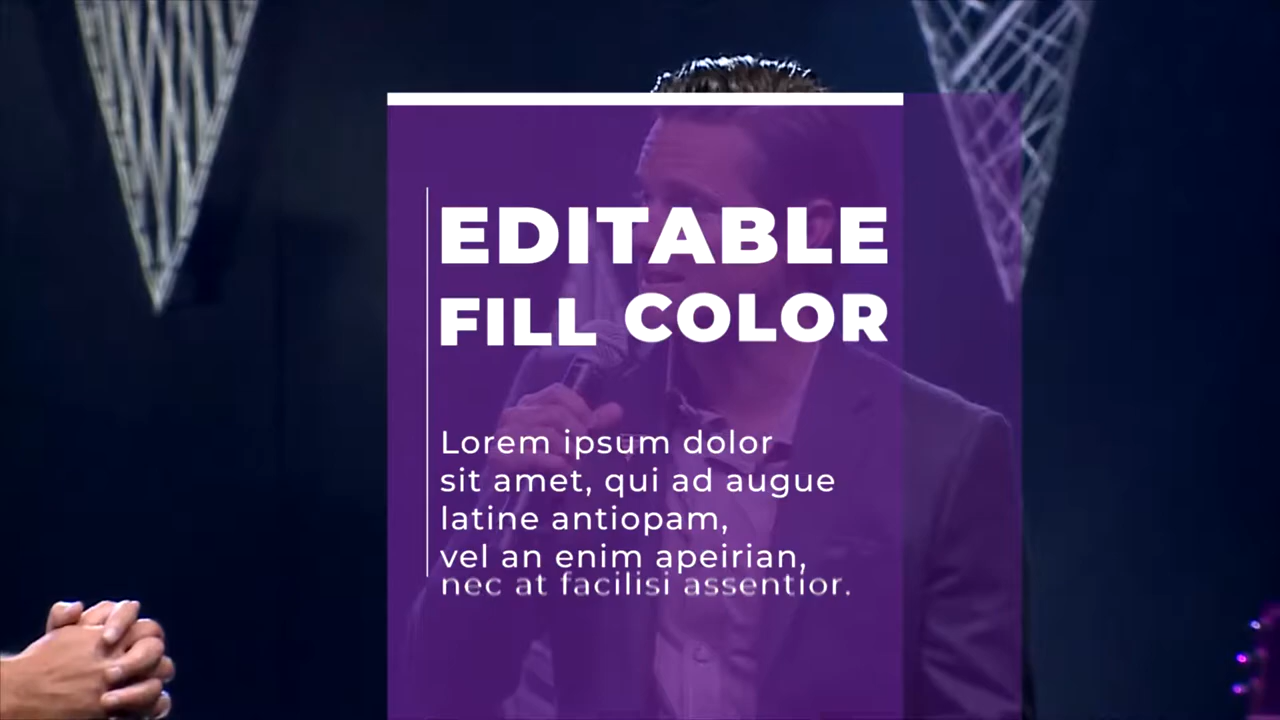 EDITABLE
FILL COLOR
Lorem ipsum dolor
sit amet, qui ad augue
latine antiopam,
vel an enim apeirian,
nec at facilisi assentior.